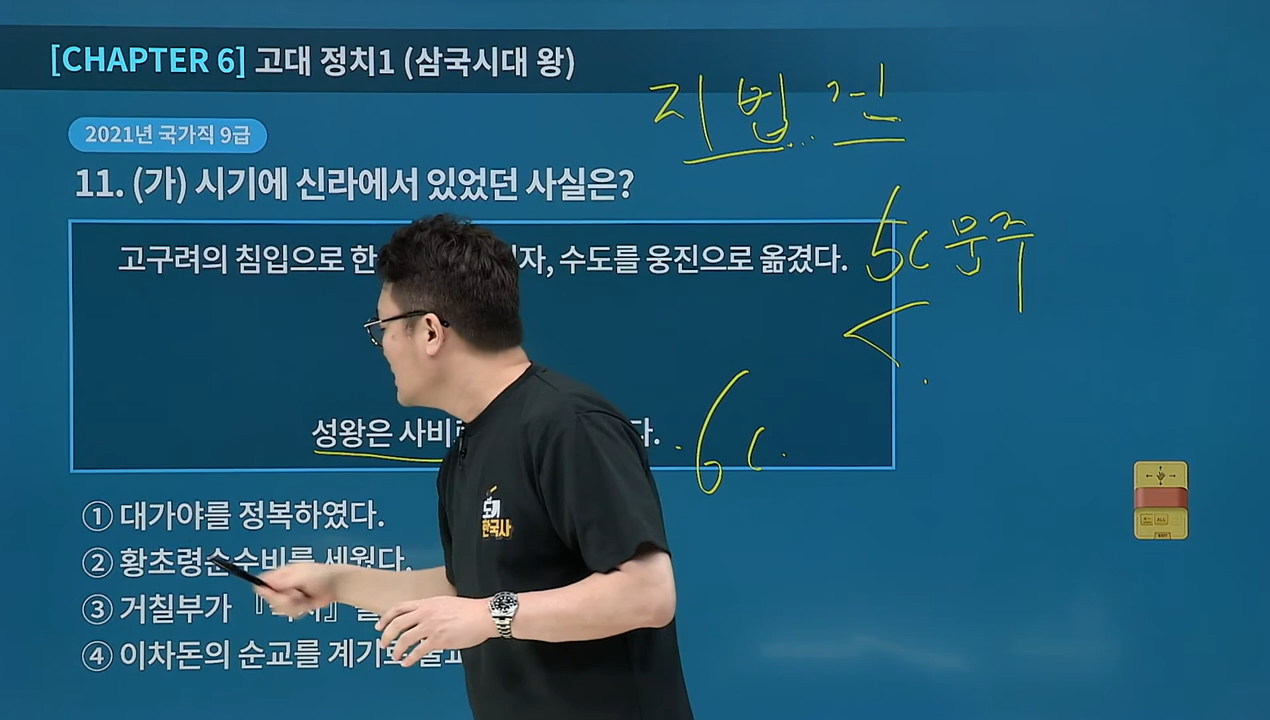 [CHAPTER 6] 고대 정치1 (삼국시대 왕)
지법진
2021년 국가직 9급
11. (가) 시기에 신라에서 있었던 사실은?
고구려의 침입으로 한 자, 수도를 웅진으로 옮겼다.
5c 문주
성왕은 사비 다.
6c
① 대가야를 정복하였다.
② 황초령순수비를 세웠다.
③ 거칠부가
④ 이차돈의 순교를 계기로
한국사